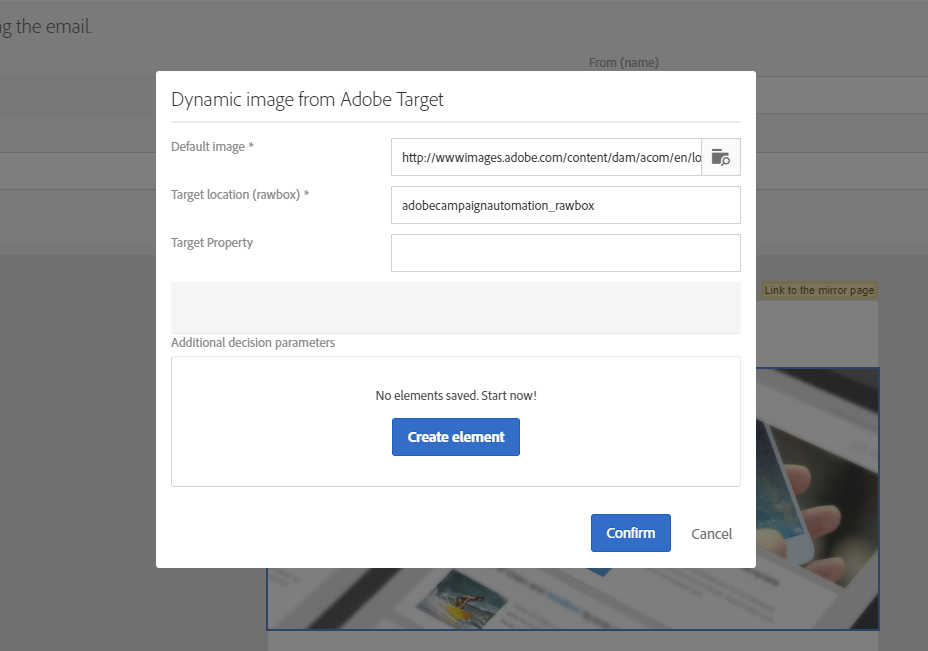 g the email.
From (name)
Dynamic image from Adobe Target
Default image *
http://wwwimages.adobe.com/content/dam/acom/en/lo
Target location (rawbox) *
adobecampaignautomation_rawbox
Target Property
Link to the mirror page
Additional decision parameters
No elements saved. Start now!
Create element
Confirm
Cancel